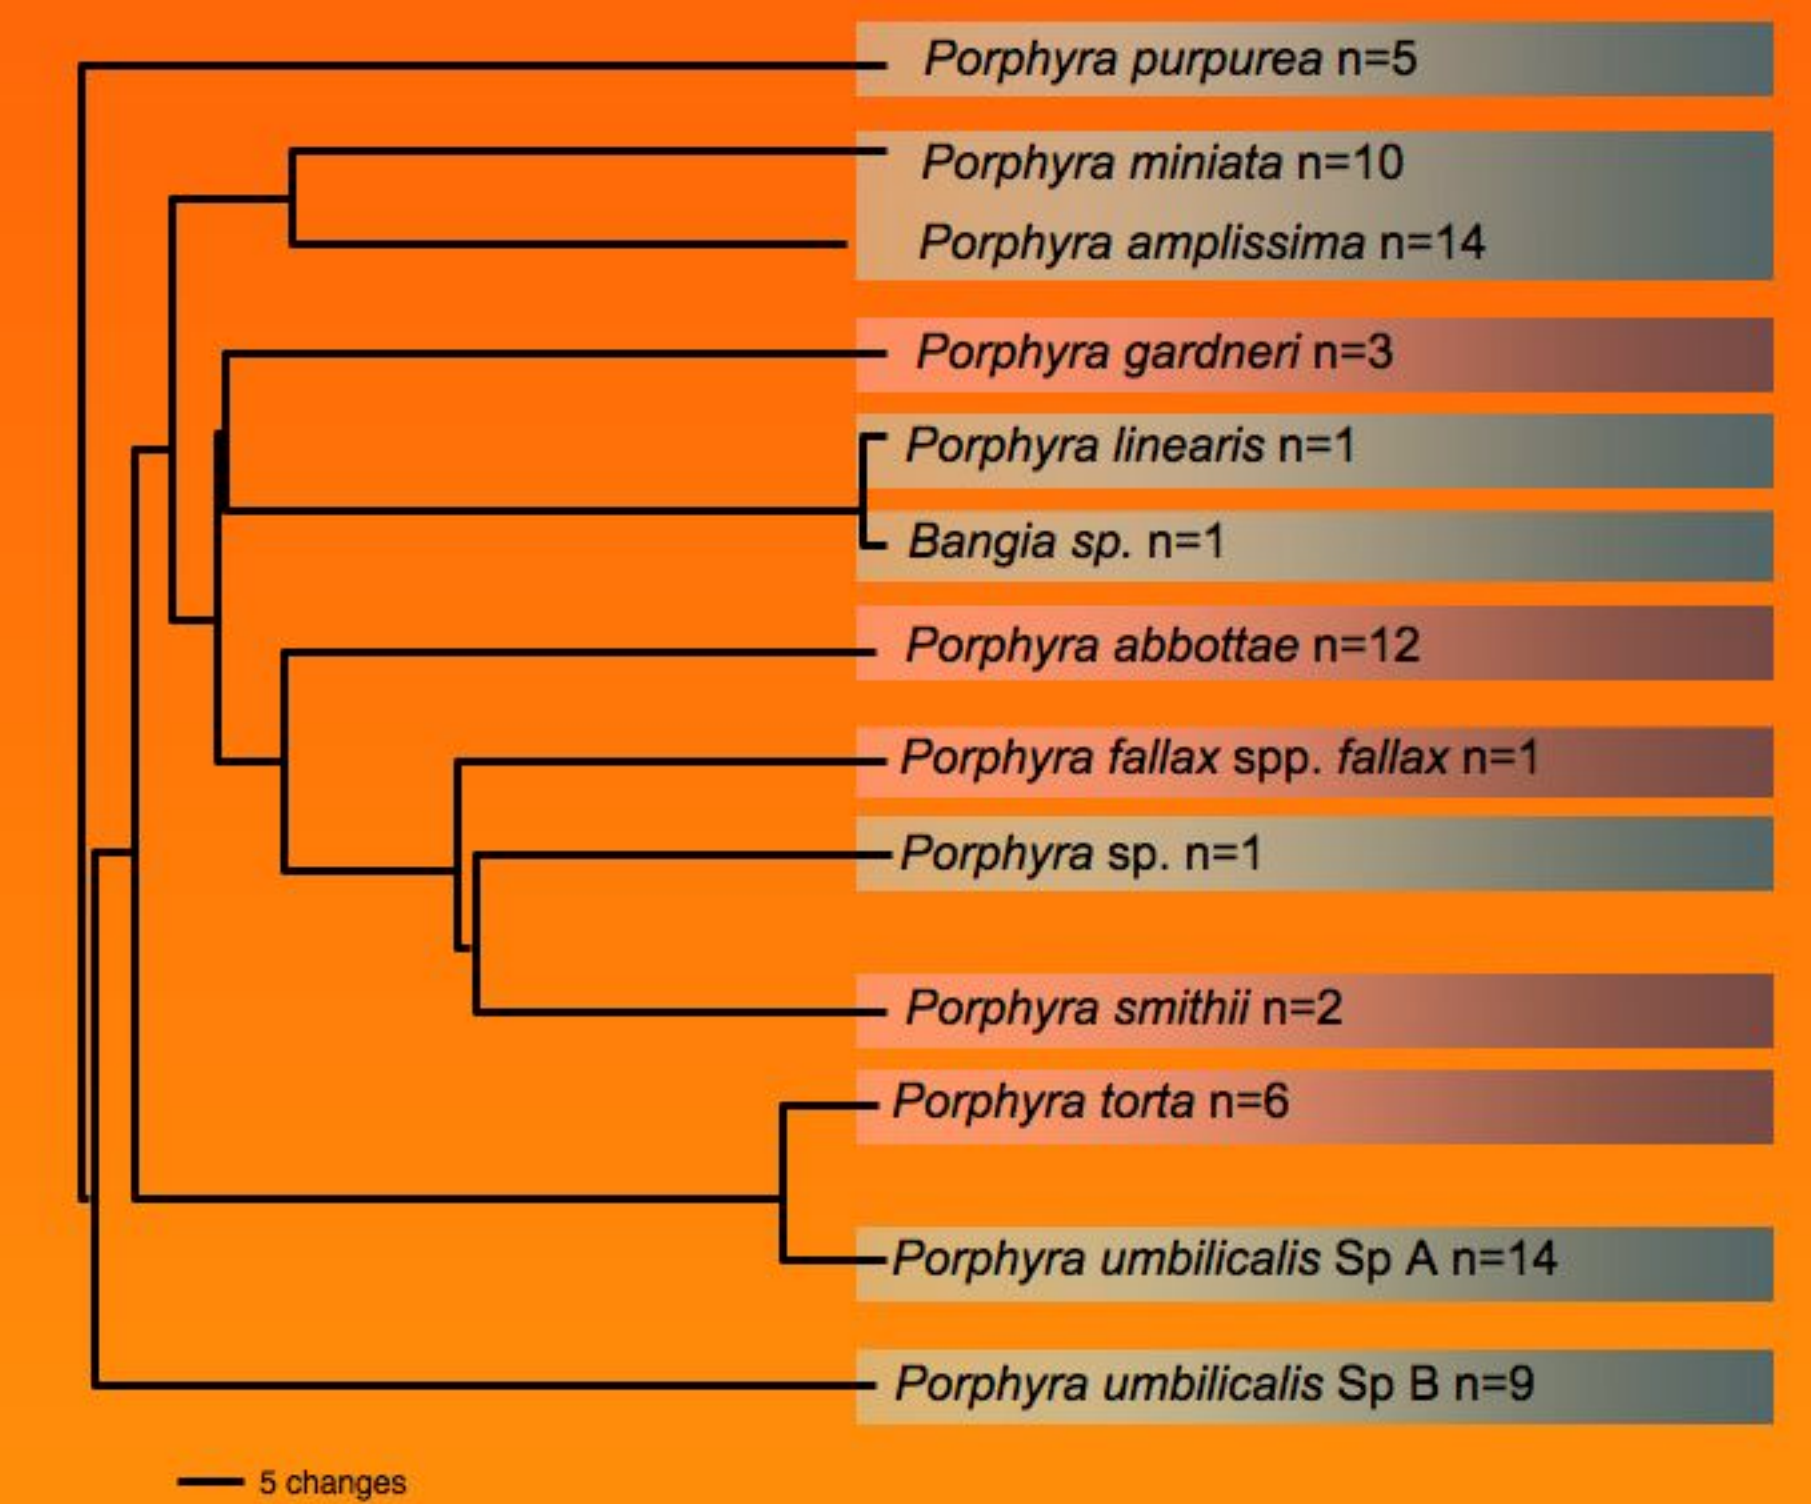 Porphyra purpurea n=5
Porphyra miniata n=10
Porphyra amplissima n=14
Porphyra gardneri n=3
Porphyra linearis n=1
Bangia sp. n=1
Porphyra abbottae n=12
Porphyra fallax spp. fallax n=1
Porphyra sp. n=1
Porphyra smithii n=2
Porphyra torta n=6
Porphyra umbilicalis Sp A n=14
Porphyra umbilicalis Sp B n=9
5 changes